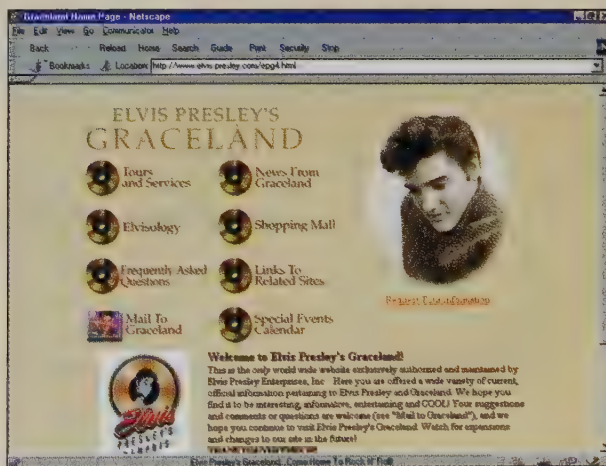 Graceland Home Page - Netscape
File Edit View Go Communicator Help
Back Reload Home Search Guide Print Security Stop
Bookmarks Location: http://www.elvis-presley.com/epg4.html
ELVIS PRESLEY'S
GRACELAND
Tours
and Services
News From
Graceland
Elvisology
Shopping Mall
Frequently Asked
Questions
Links To
Related Sites
Mail To
Graceland
Special Events
Calendar
Elvis
PRESLEY'S
MEMPHIS
Welcome to Elvis Presley's Graceland!
This is the only world wide website exclusively authorized and maintained by
Elvis Presley Enterprises, Inc. Here you are offered a wide variety of current,
official information pertaining to Elvis Presley and Graceland. We hope you
find it to be interesting, informative, entertaining and COOL! Your suggestions
and comments or questions are welcome (see "Mail to Graceland"), and we
hope you continue to visit Elvis Presley's Graceland. Watch for expansions
and changes to our site in the future!
Elvis Presley's Graceland...Come Home To Rock N' Roll